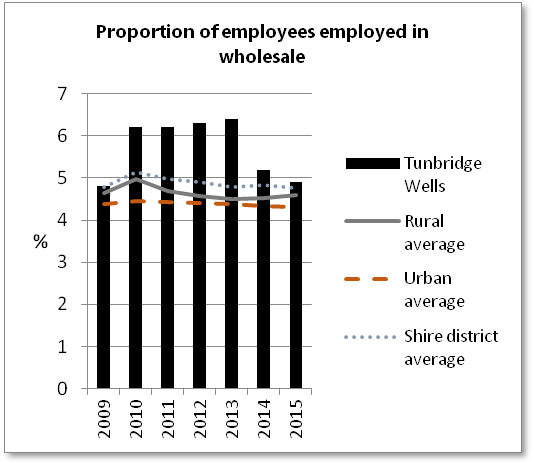 Proportion of employees employed in
wholesale
7
6
5
4
3
2
1
0
%
2009
2010
2011
2012
2013
2014
2015
Tunbridge
Wells
Rural
average
Urban
average
Shire district
average